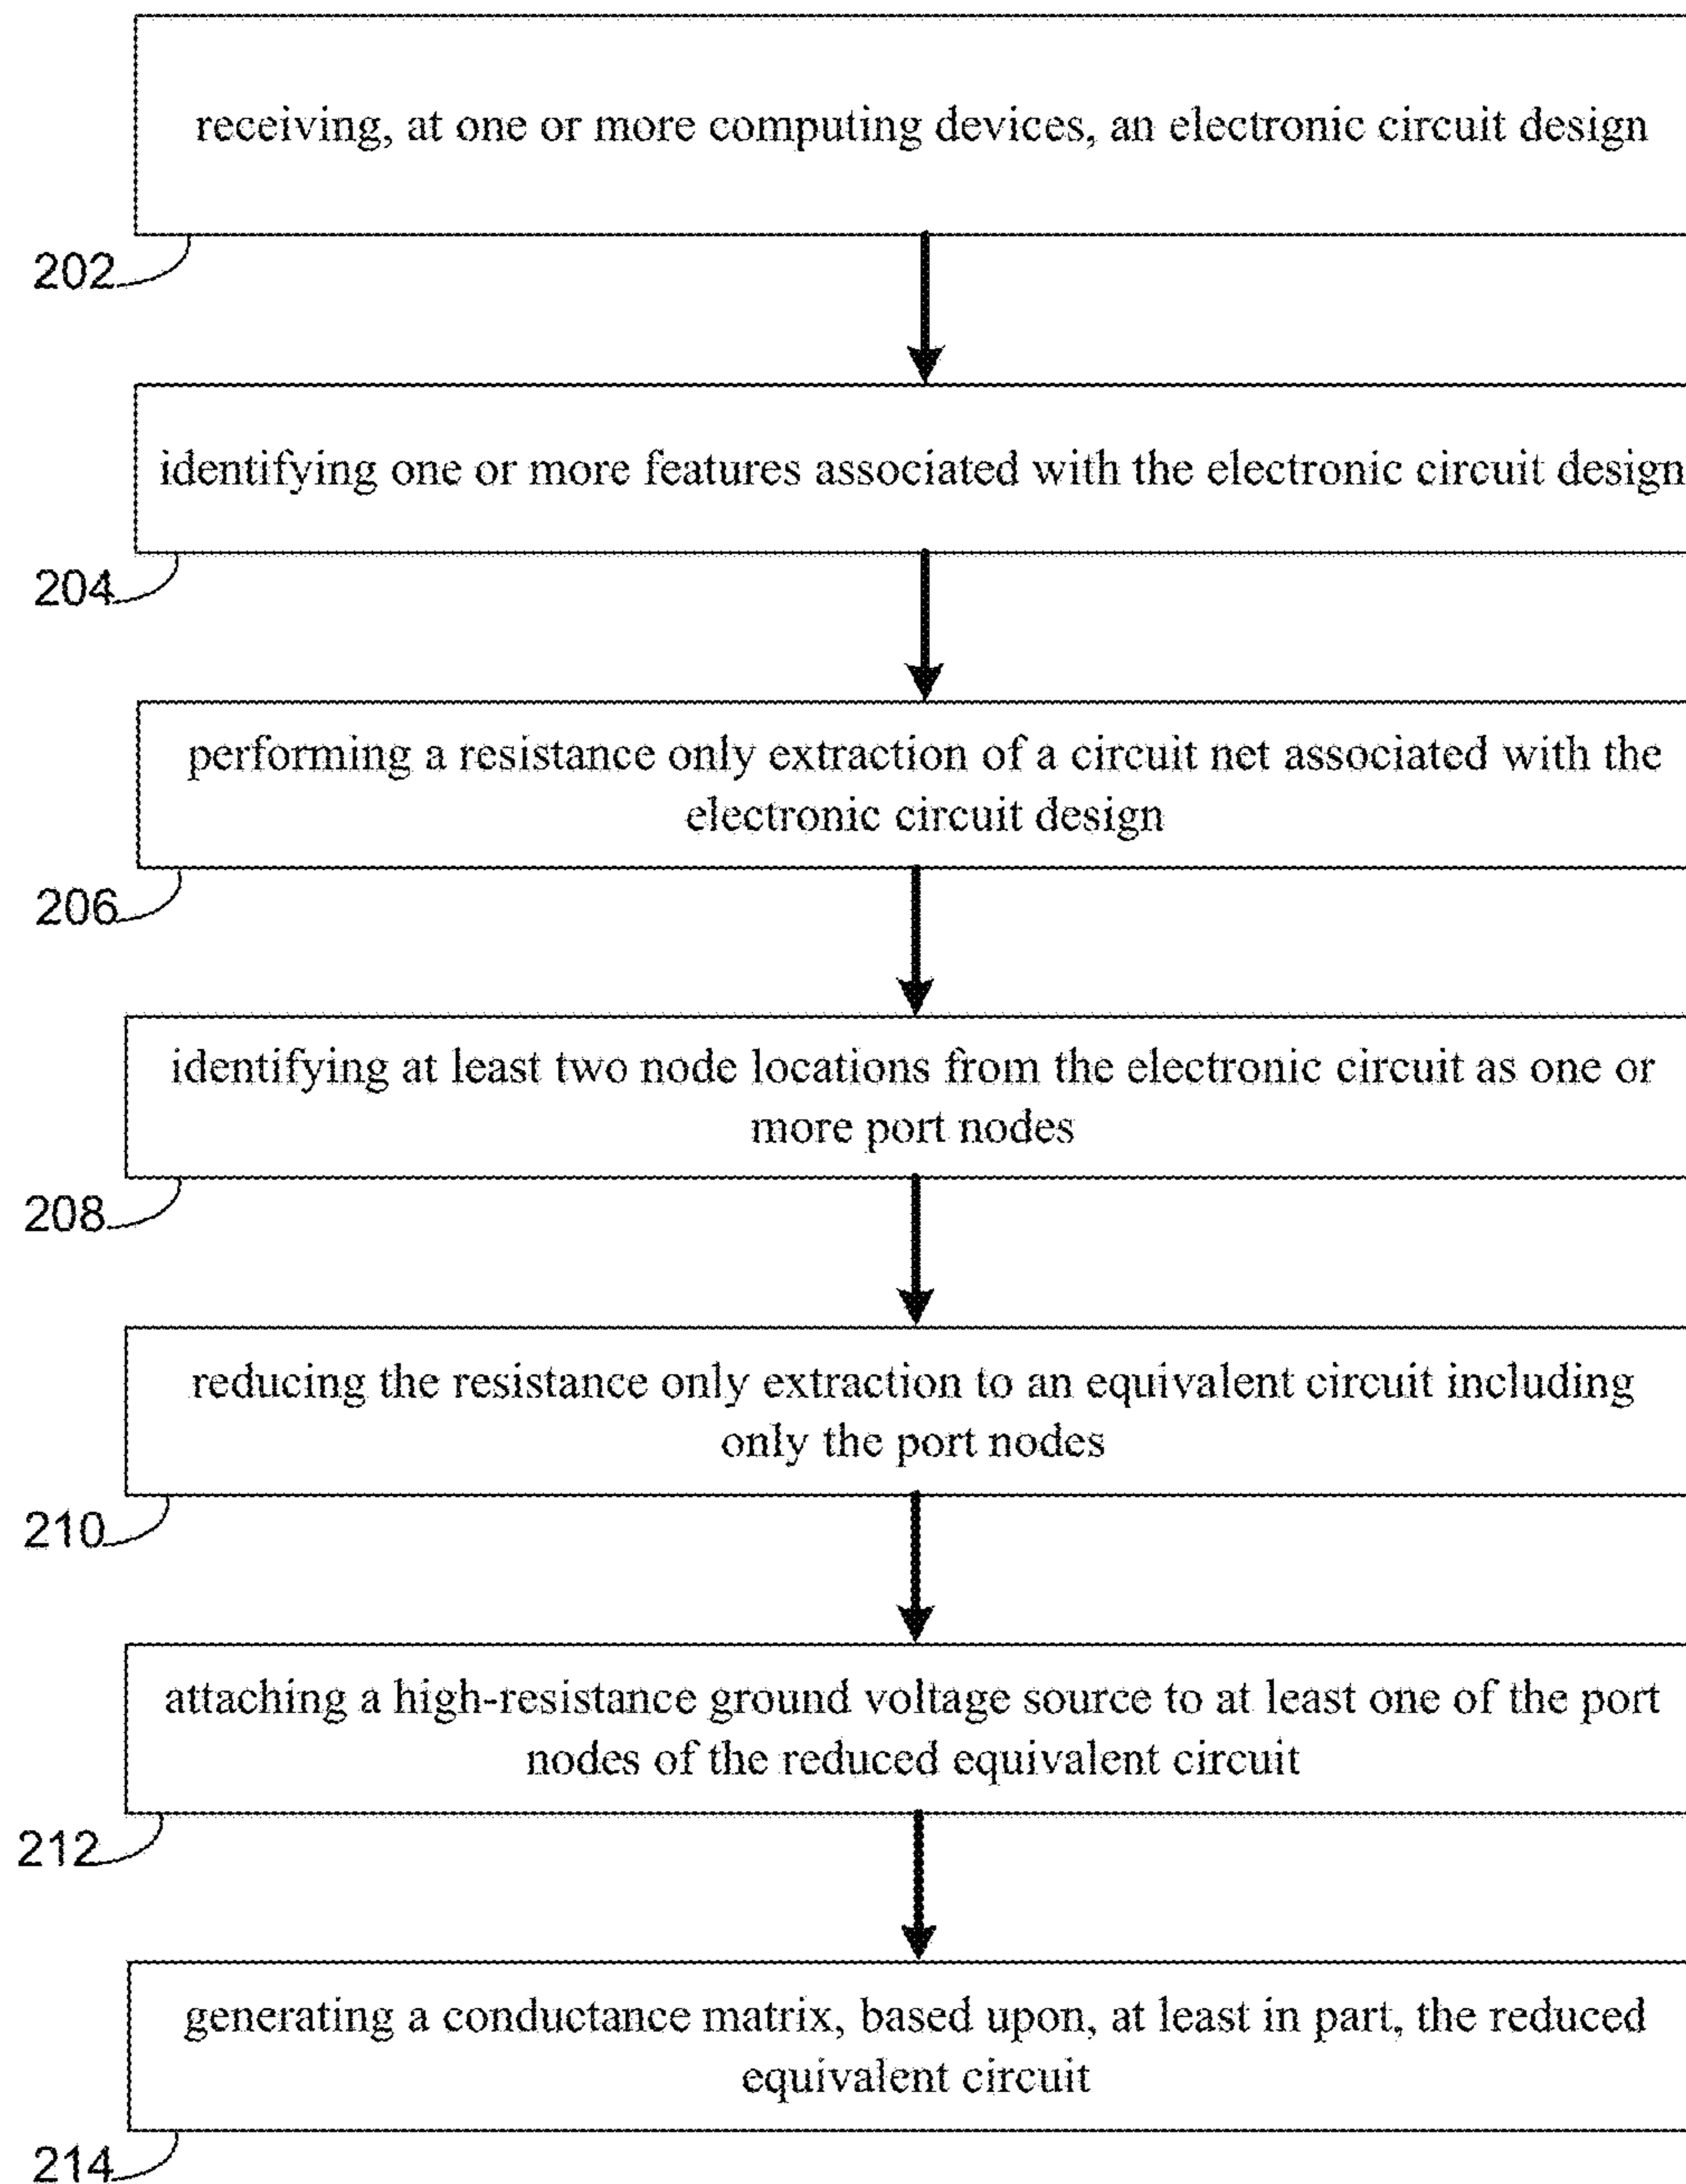 receiving, at one or more computing devices, an electronic circuit design
202
identifying one or more features associated with the electronic circuit design
204
performing a resistance only extraction of a circuit net associated with the
electronic circuit design
206
identifying at least two node locations from the electronic circuit as one or
more port nodes
208
reducing the resistance only extraction to an equivalent circuit including
only the port nodes
210
attaching a high-resistance ground voltage source to at least one of the port
nodes of the reduced equivalent circuit
212
generating a conductance matrix, based upon, at least in part, the reduced
equivalent circuit
214